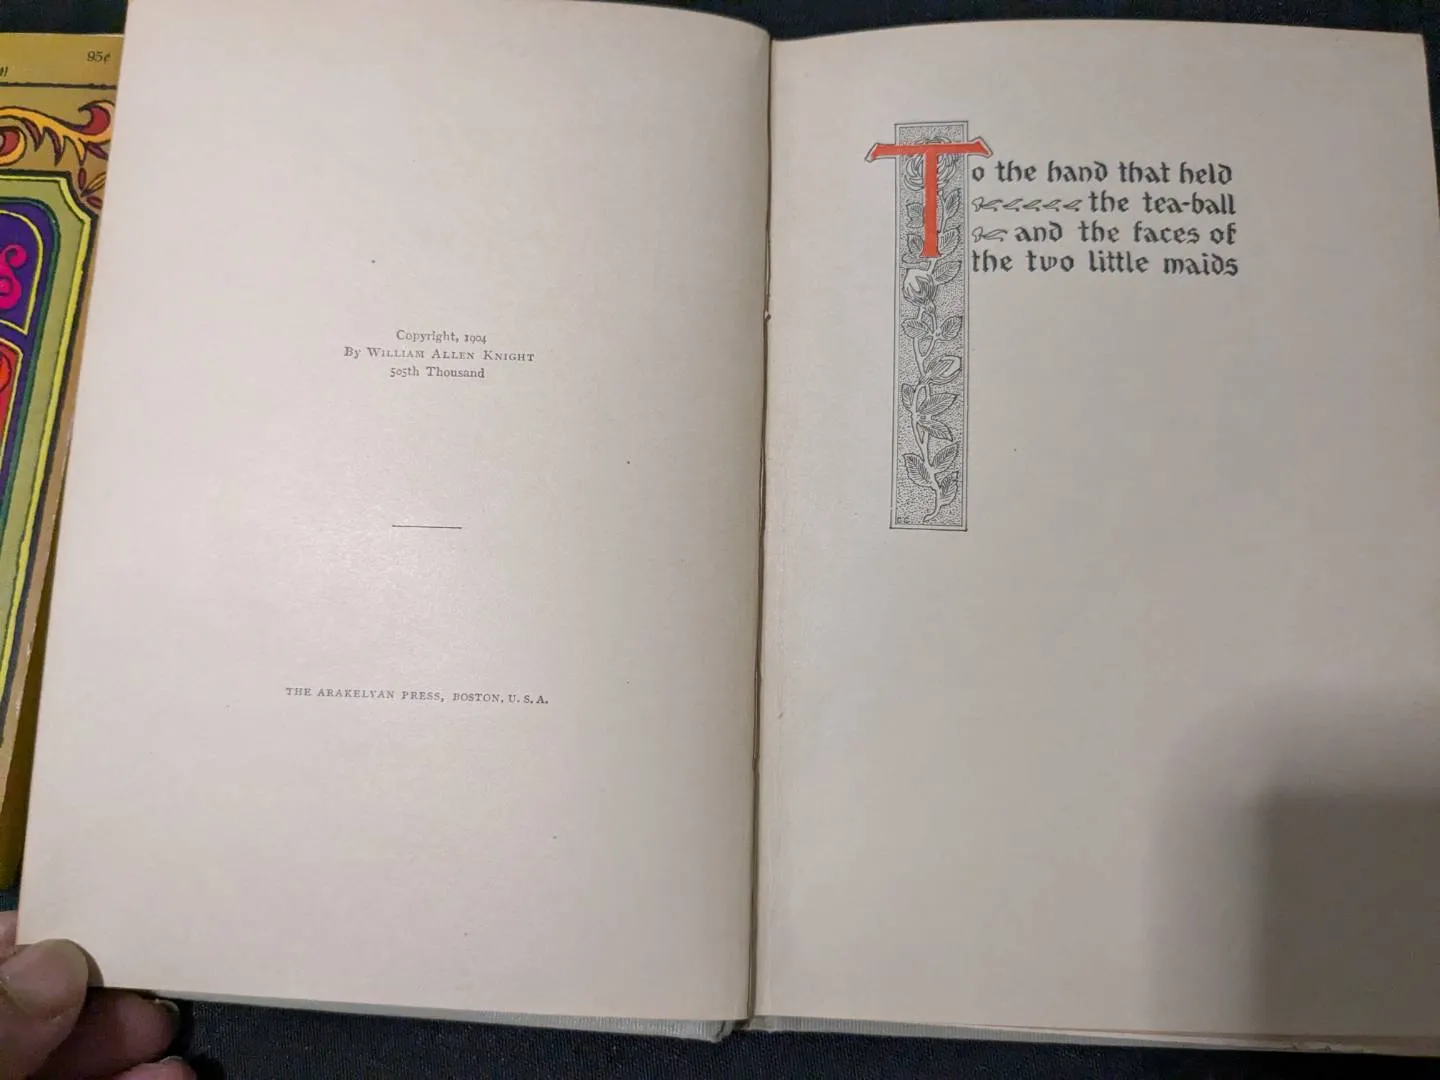 95¢
Copyright, 1904
By WILLIAM ALLEN KNIGHT
505th Thousand
THE ARAKELYAN PRESS, BOSTON, U. S. A.
To the hand that held
the tea-ball
and the faces of
the two little maids